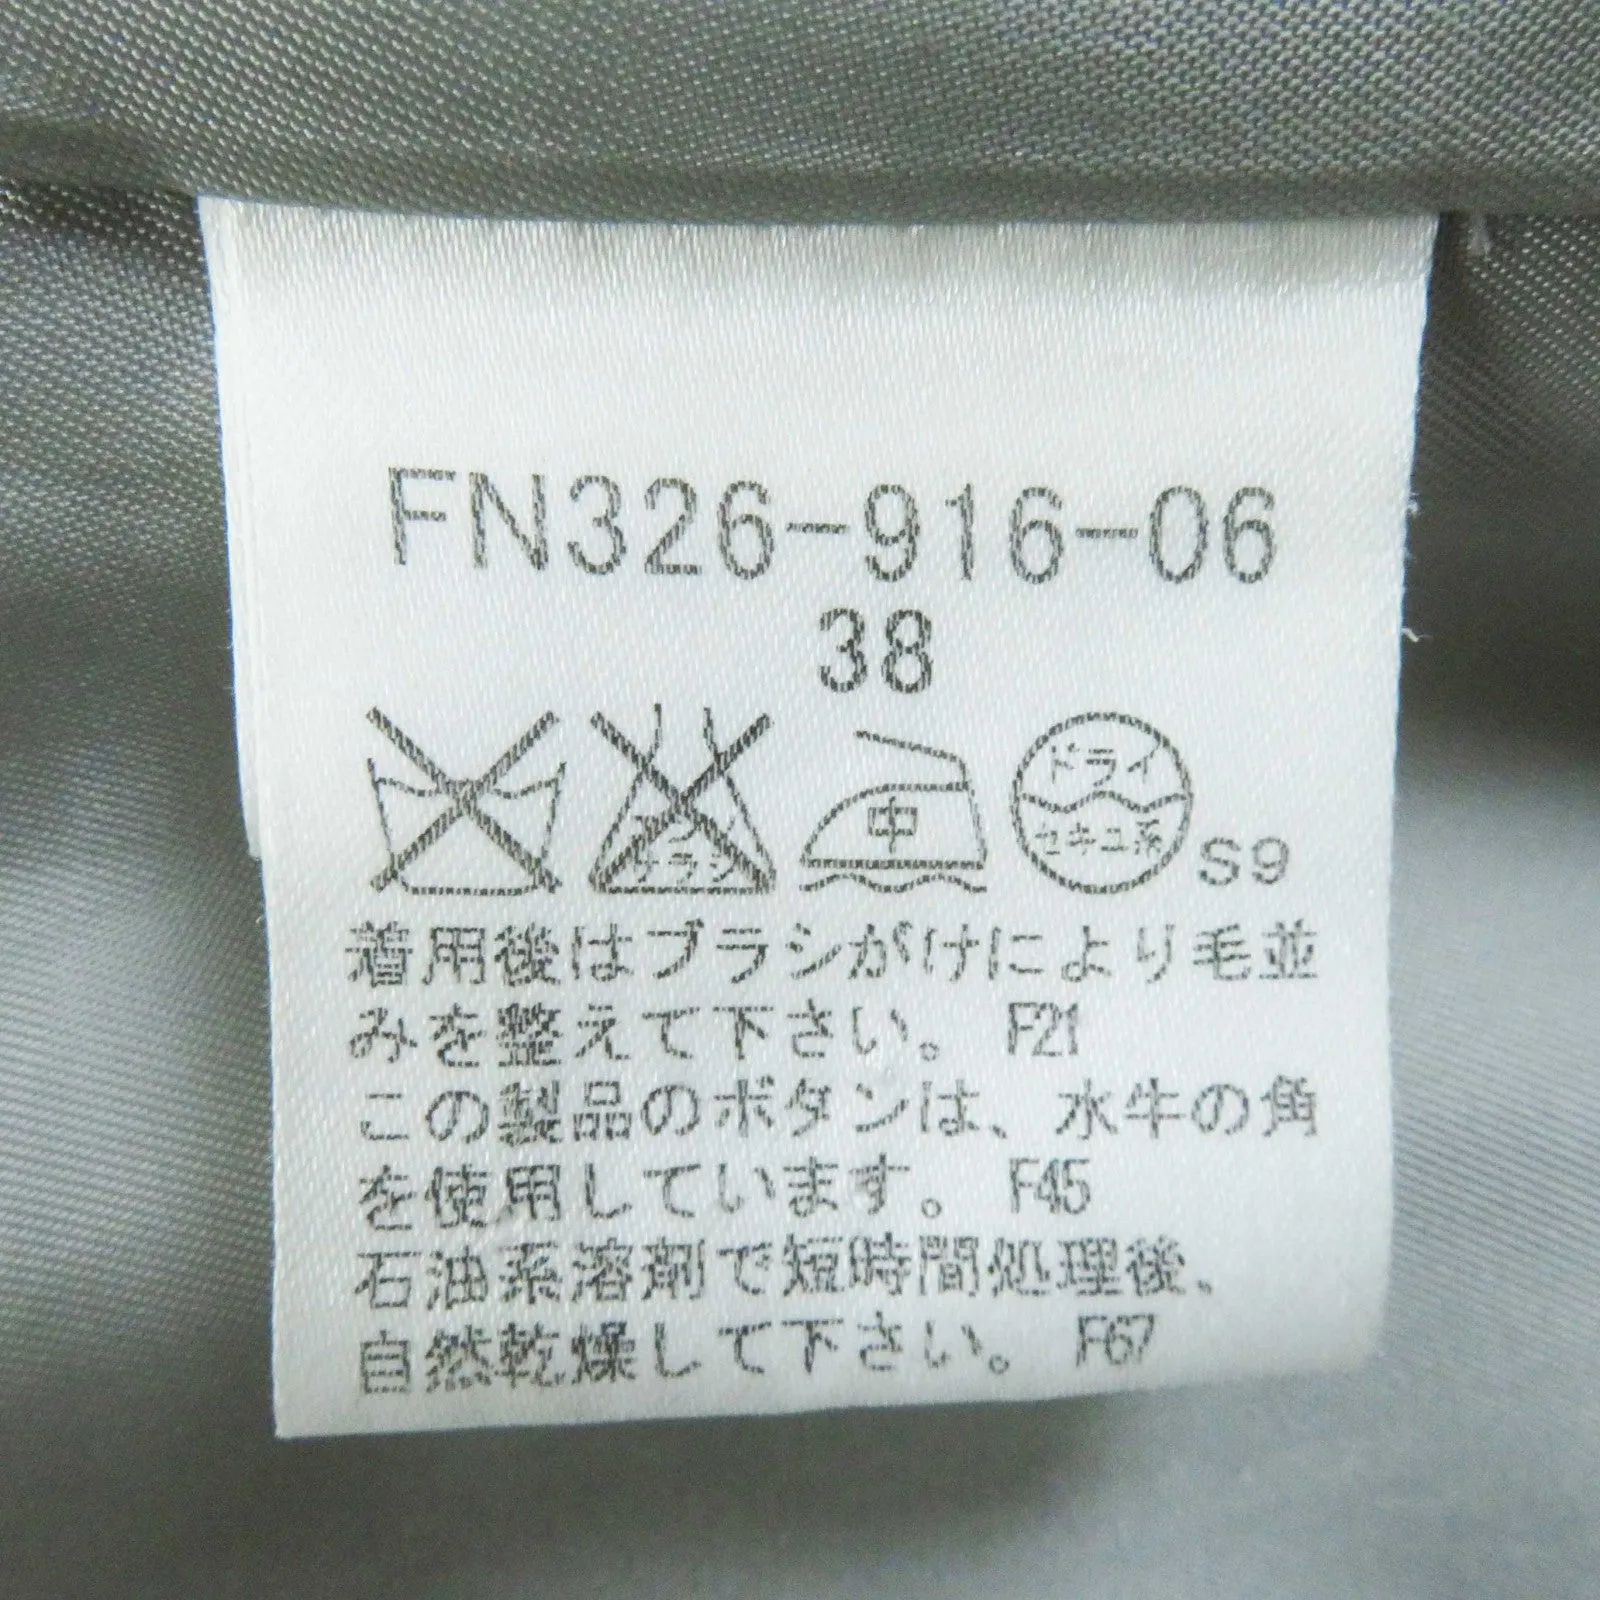 FN326-916-06
38
エンソ
サラシ
中
ドライ
セキユ系
S9
着用後はブラシがけにより毛並
みを整えて下さい。 F21
この製品のボタンは、水牛の角
を使用しています。 F45
石油系溶剤で短時間処理後、
自然乾燥して下さい。 F67